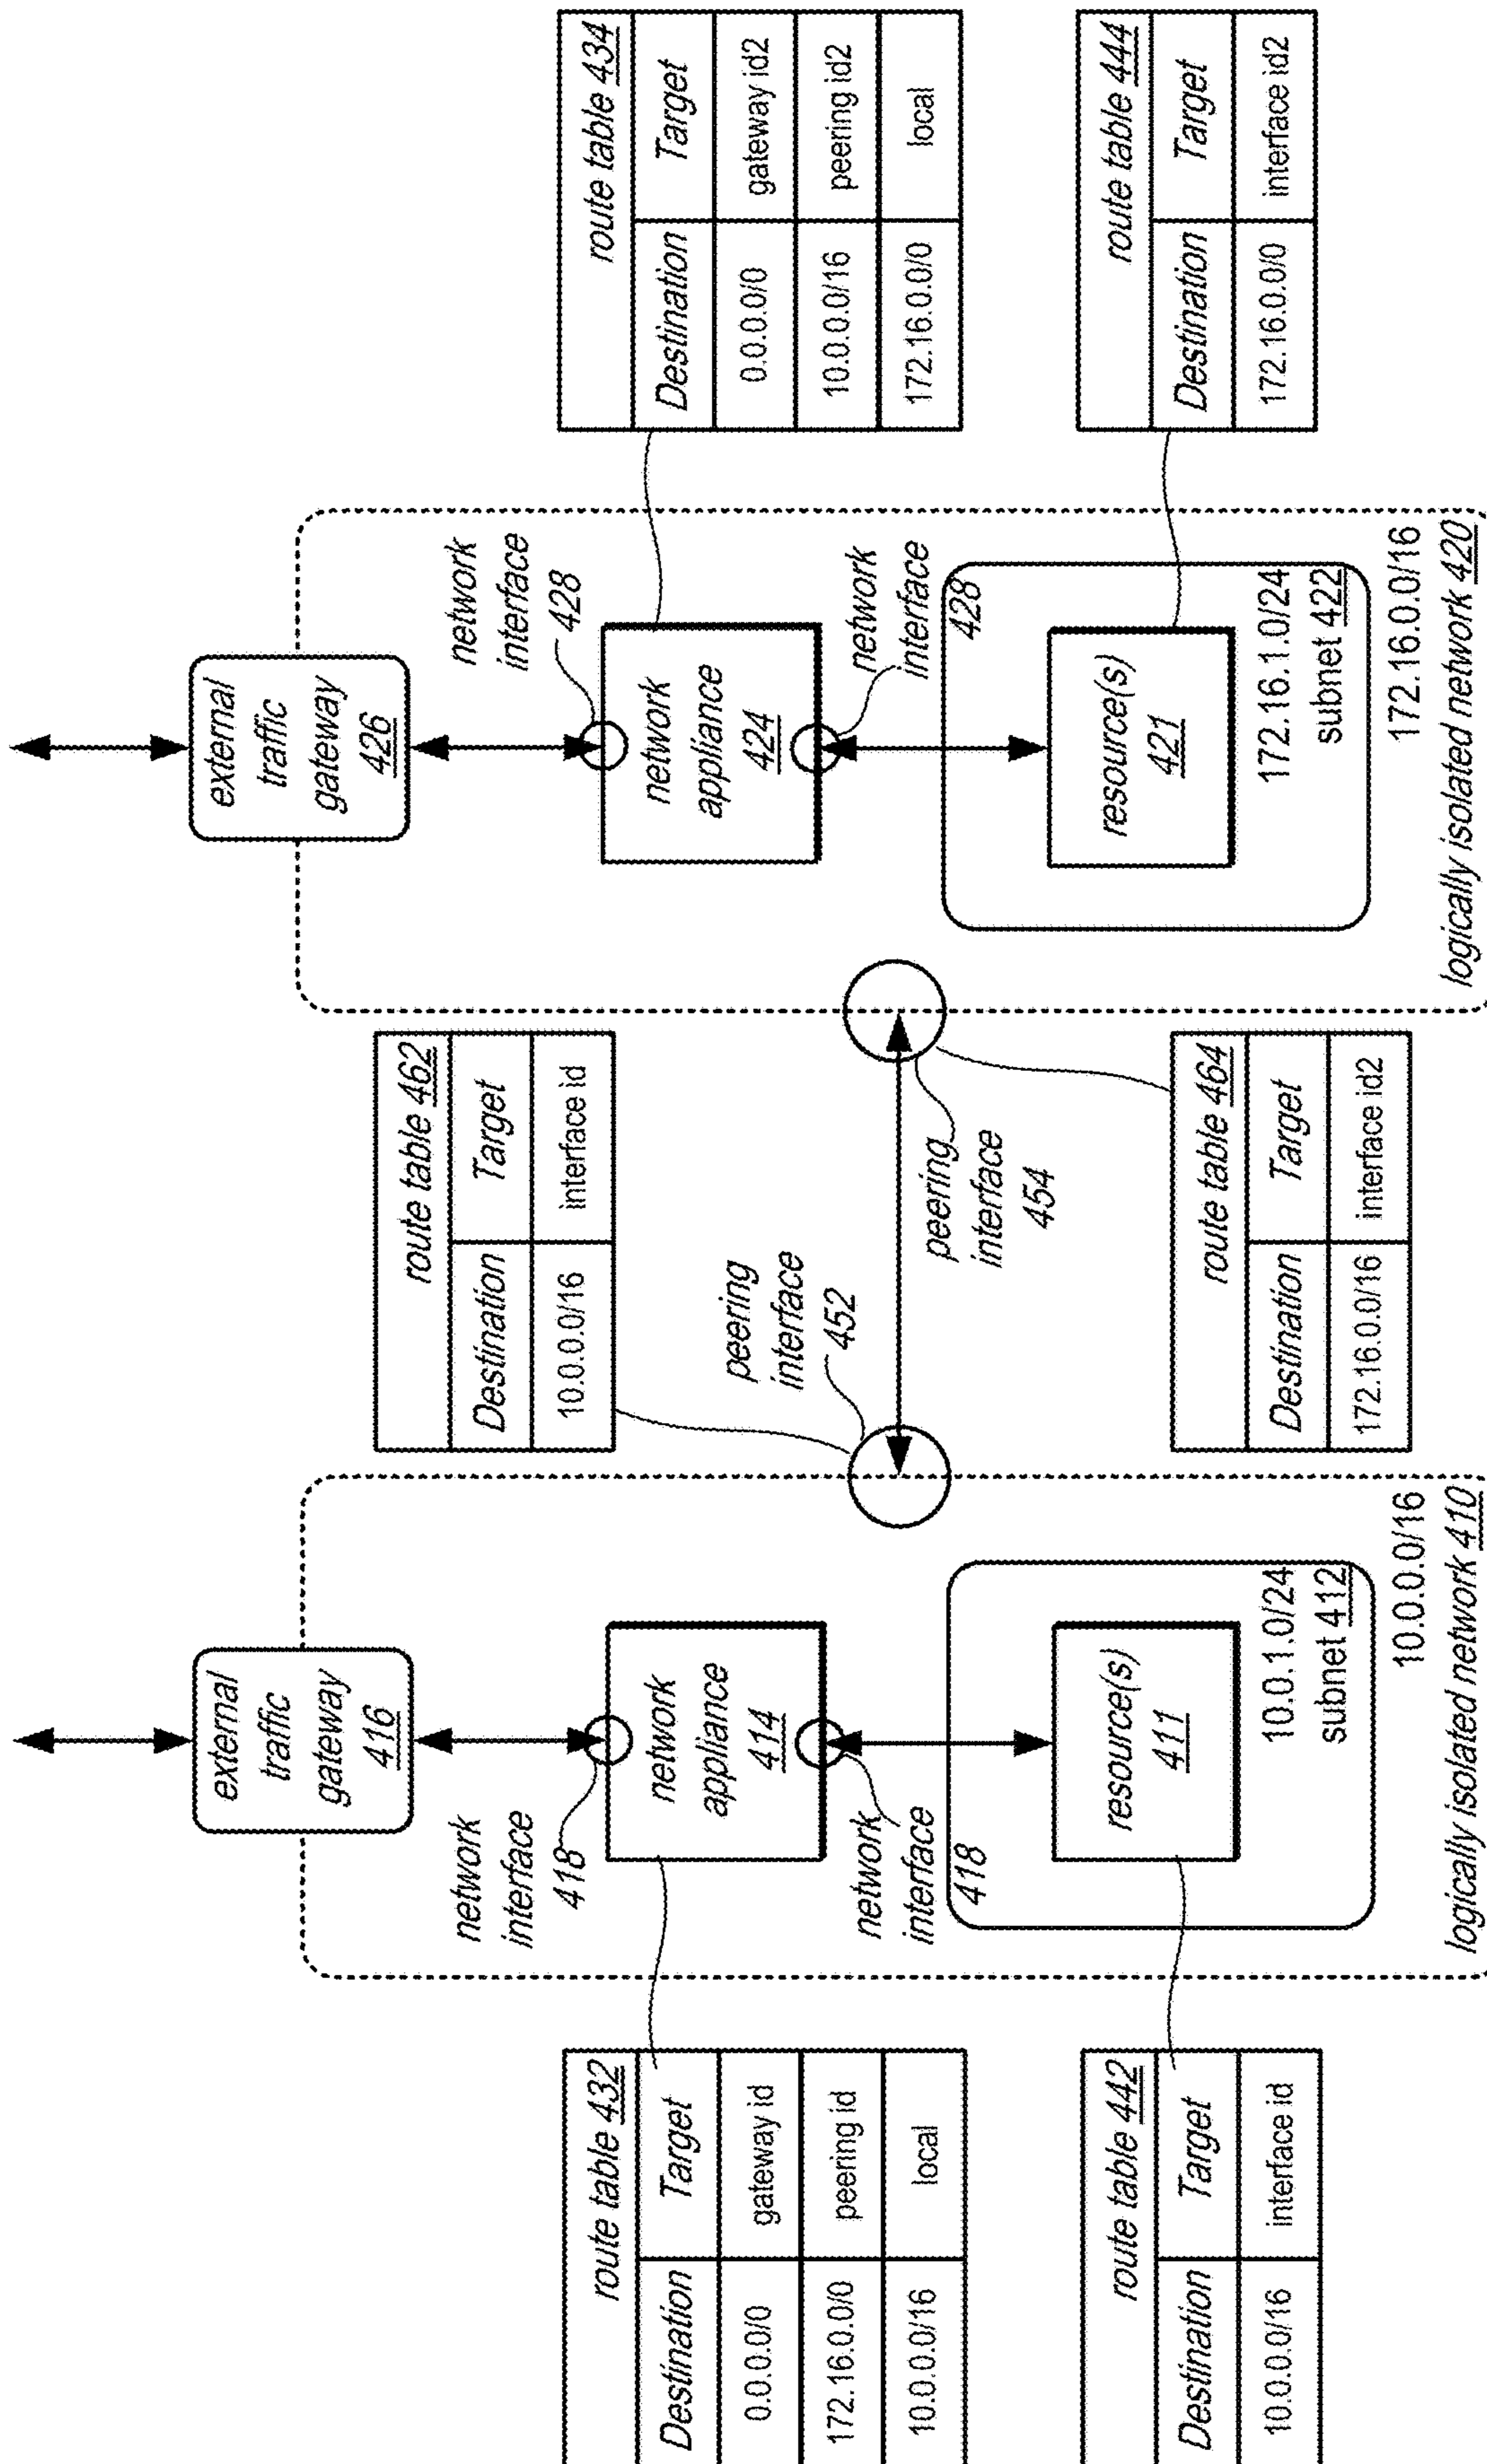 external
traffic
gateway
416
external
traffic
gateway
426
route table 462
Destination Target
10.0.0.0/16 interface id
network
interface
418
network
interface
428
route table 432
Destination Target
0.0.0.0/0 gateway id
172.16.0.0/0 peering id
10.0.0.0/16 local
network
appliance
414
peering
interface
452
network
appliance
424
route table 434
Destination Target
0.0.0.0/0 gateway id2
10.0.0.0/16 peering id2
172.16.0.0/0 local
network
interface
418
peering
interface
454
network
interface
428
route table 442
Destination Target
10.0.0.0/16 interface id
resource(s)
411
10.0.1.0/24
subnet 412
10.0.0.0/16
logically isolated network 410
route table 464
Destination Target
172.16.0.0/16 interface id2
resource(s)
421
172.16.1.0/24
subnet 422
172.16.0.0/16
logically isolated network 420
route table 444
Destination Target
172.16.0.0/0 interface id2